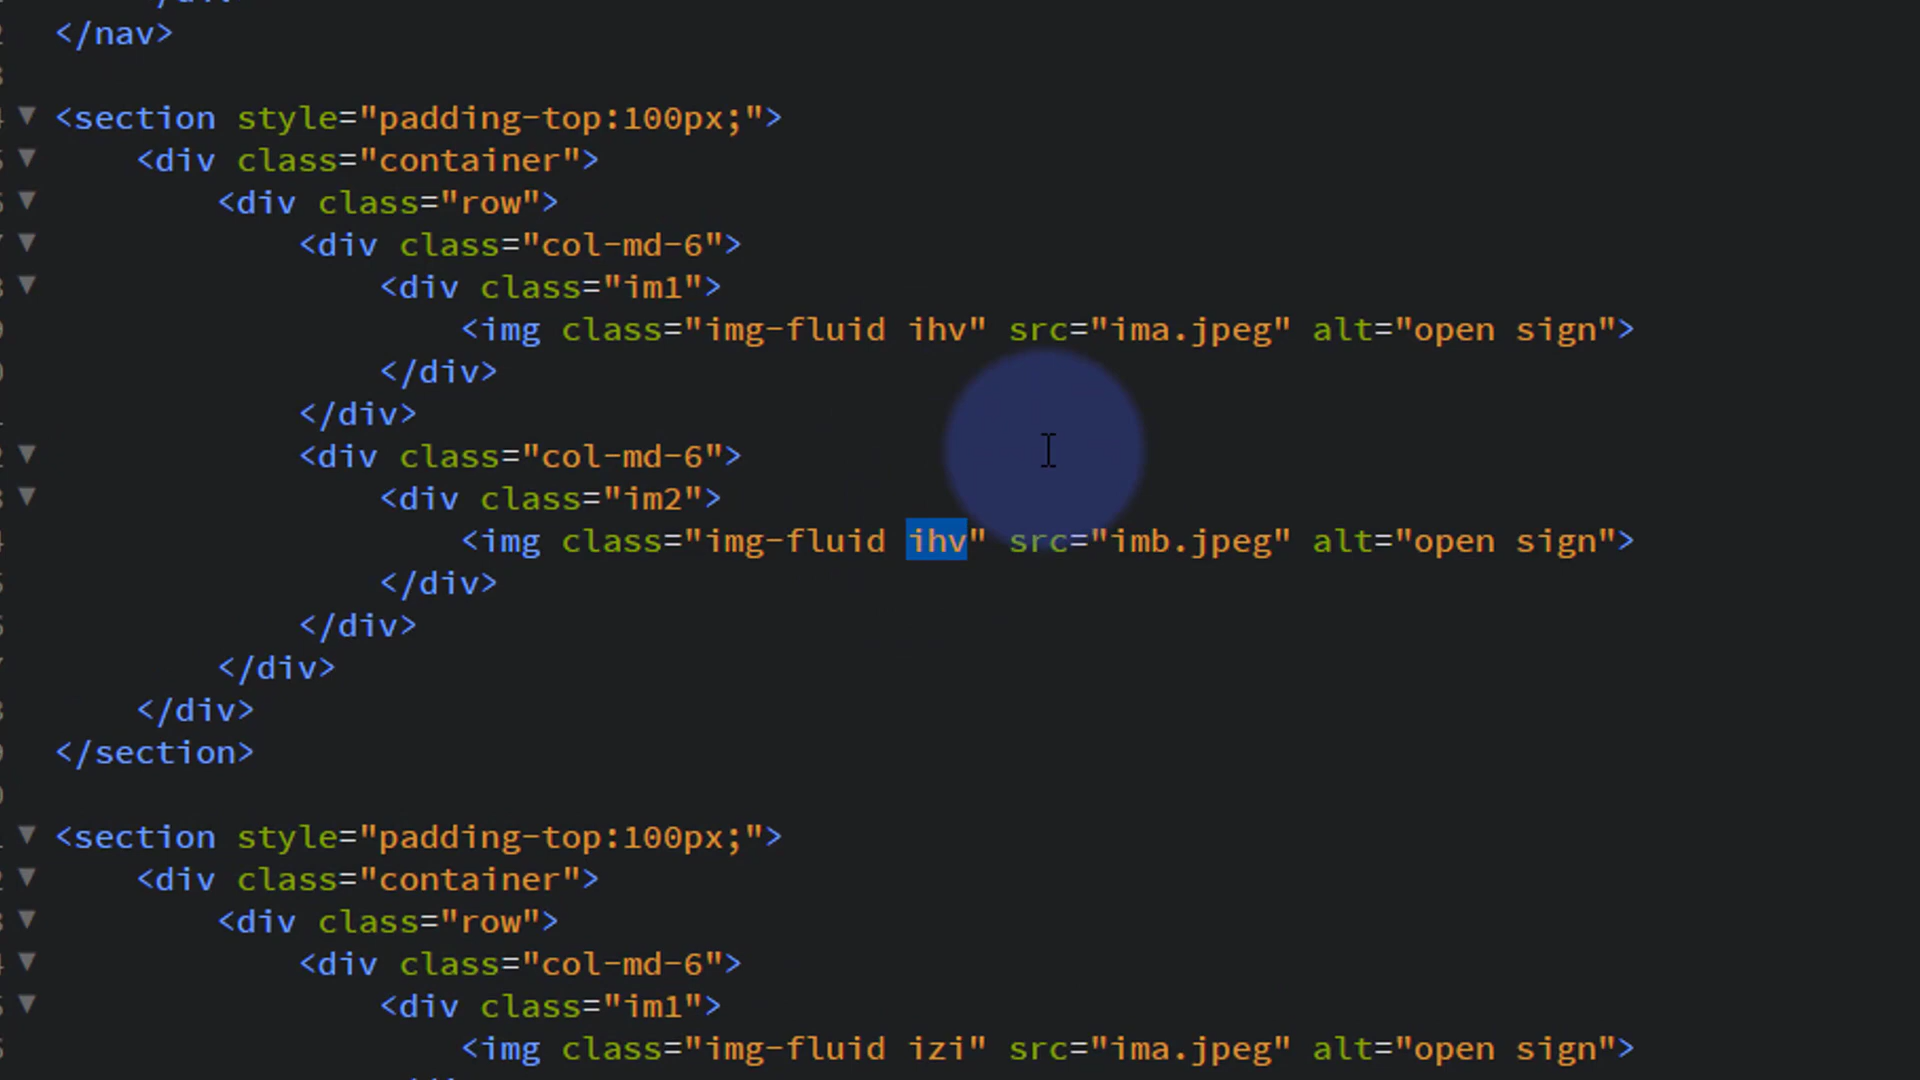 </nav>
<section style="padding-top:100px;">
<div class="container">
<div class="row">
<div class="col-md-6">
<div class="im1">
<img class="img-fluid ihv" src="ima.jpeg" alt="open sign">
</div>
</div>
<div class="col-md-6">
<div class="im2">
<img class="img-fluid ihv" src="imb.jpeg" alt="open sign">
</div>
</div>
</div>
</div>
</section>
<section style="padding-top:100px;">
<div class="container">
<div class="row">
<div class="col-md-6">
<div class="im1">
<img class="img-fluid izi" src="ima.jpeg" alt="open sign">